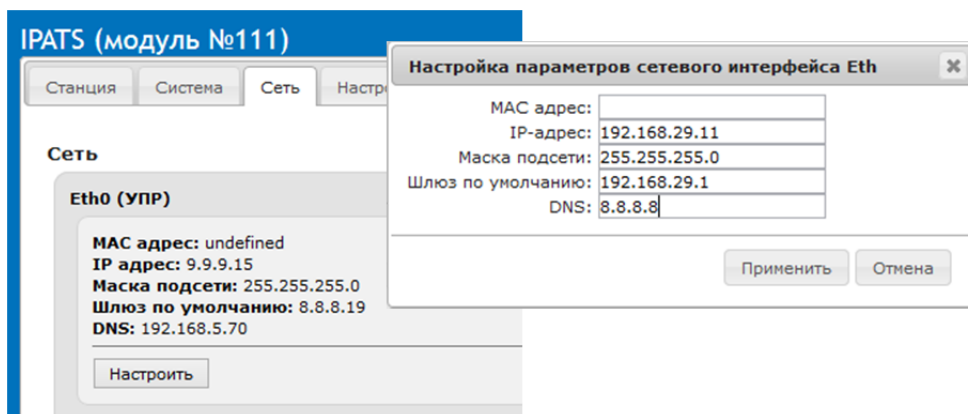 IPATS (модуль №111)
Станция Система Сеть
Сеть
Eth0 (УПР)
MAC адрес: undefined
IP адрес: 9.9.9.15
Маска подсети: 255.255.255.0
Шлюз по умолчанию: 8.8.8.19
DNS: 192.168.5.70
Настроить
Настройка параметров сетевого интерфейса Eth
MAC адрес:
IP-адрес: 192.168.29.11
Маска подсети: 255.255.255.0
Шлюз по умолчанию: 192.168.29.1
DNS: 8.8.8.8
Применить Отмена